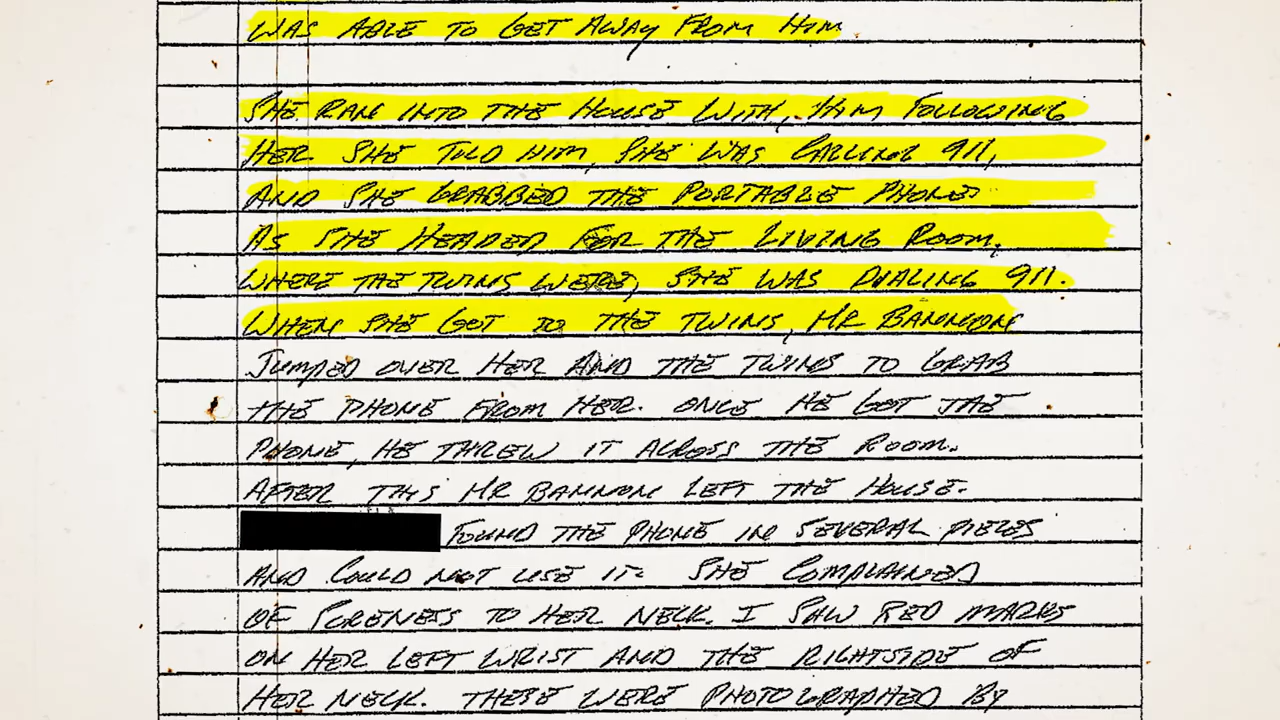 WAS ABLE TO GET AWAY FROM HIM
SHE RAN INTO THE HOUSE WITH, HIM FOLLOWING
HER SHE TOLD HIM, SHE WAS CALLING 911,
AND SHE GRABBED THE PORTABLE PHONE
AS SHE HEADED FOR THE LIVING ROOM,
WHERE THE TWINS WERE, SHE WAS DIALING 911.
WHEN SHE GOT TO THE TWINS, MR BANNON
JUMPED OVER HER AND THE TWINS TO GRAB
THE PHONE FROM HER. ONCE HE GOT THE
PHONE, HE THREW IT ACROSS THE ROOM.
AFTER THIS MR BANNON LEFT THE HOUSE.
FOUND THE PHONE IN SEVERAL PIECES
AND COULD NOT USE IT. SHE COMPLAINED
OF SORENESS TO HER NECK. I SAW RED MARKS
ON HER LEFT WRIST AND THE RIGHTSIDE OF
HER NECK. THESE WERE PHOTOGRAPHED BY